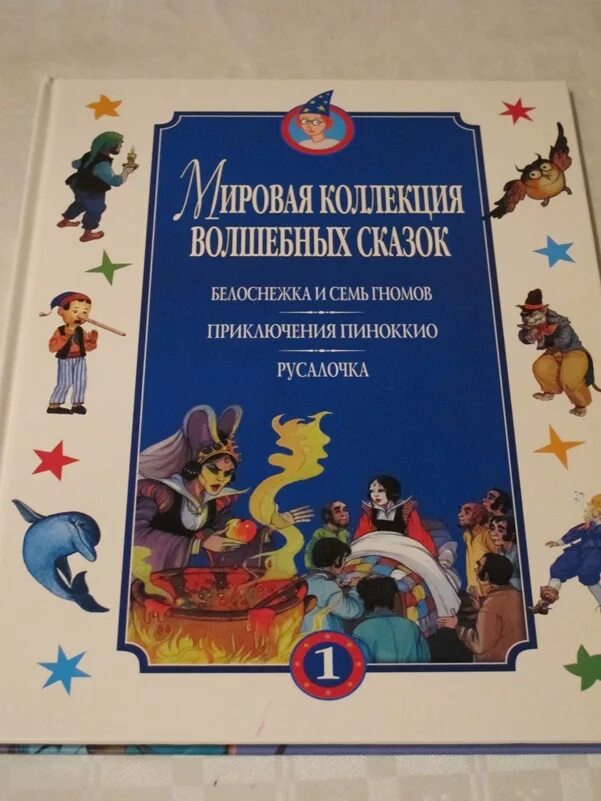 МИРОВАЯ КОЛЛЕКЦИЯ
ВОЛШЕБНЫХ СКАЗОК
БЕЛОСНЕЖКА И СЕМЬ ГНОМОВ
ПРИКЛЮЧЕНИЯ ПИНОККИО
РУСАЛОЧКА
1